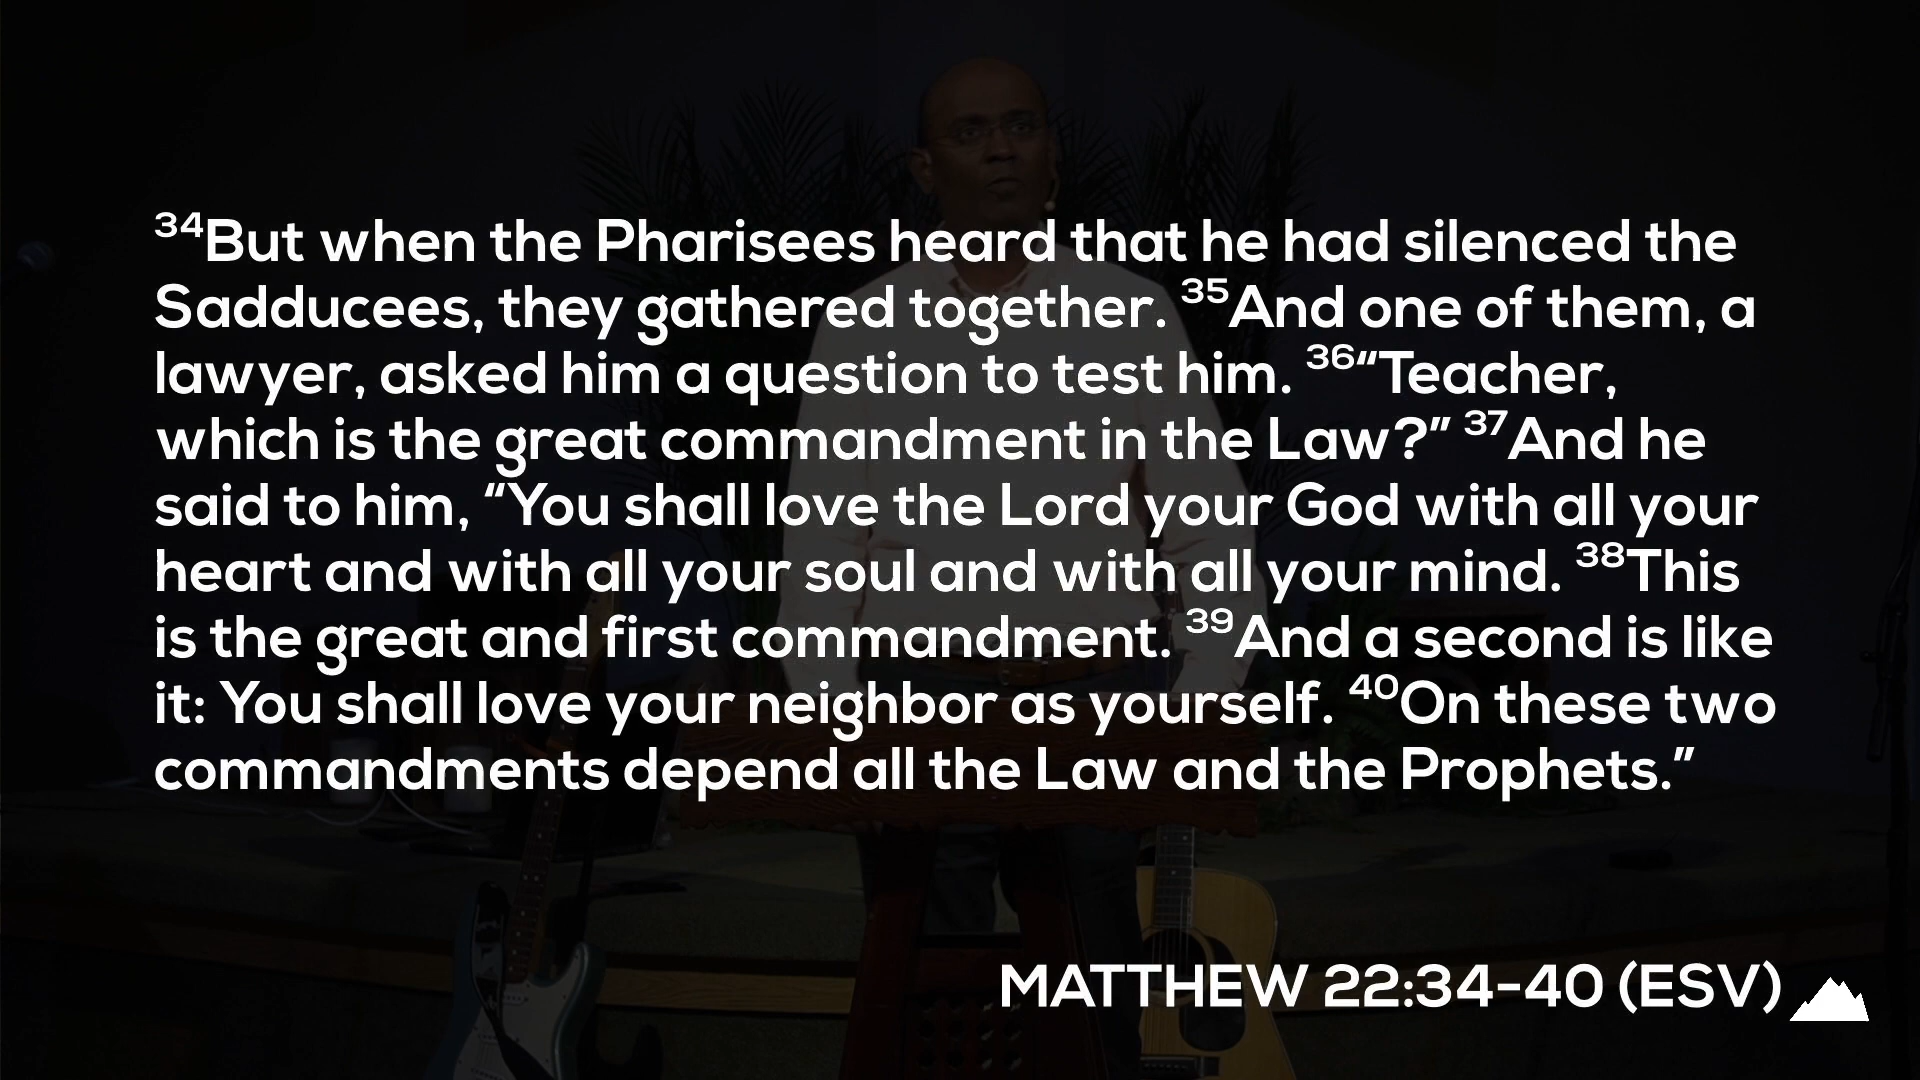 ³⁴But when the Pharisees heard that he had silenced the
Sadducees, they gathered together. ³⁵And one of them, a
lawyer, asked him a question to test him. ³⁶“Teacher,
which is the great commandment in the Law?” ³⁷And he
said to him, “You shall love the Lord your God with all your
heart and with all your soul and with all your mind. ³⁸This
is the great and first commandment. ³⁹And a second is like
it: You shall love your neighbor as yourself. ⁴⁰On these two
commandments depend all the Law and the Prophets.”
MATTHEW 22:34-40 (ESV)